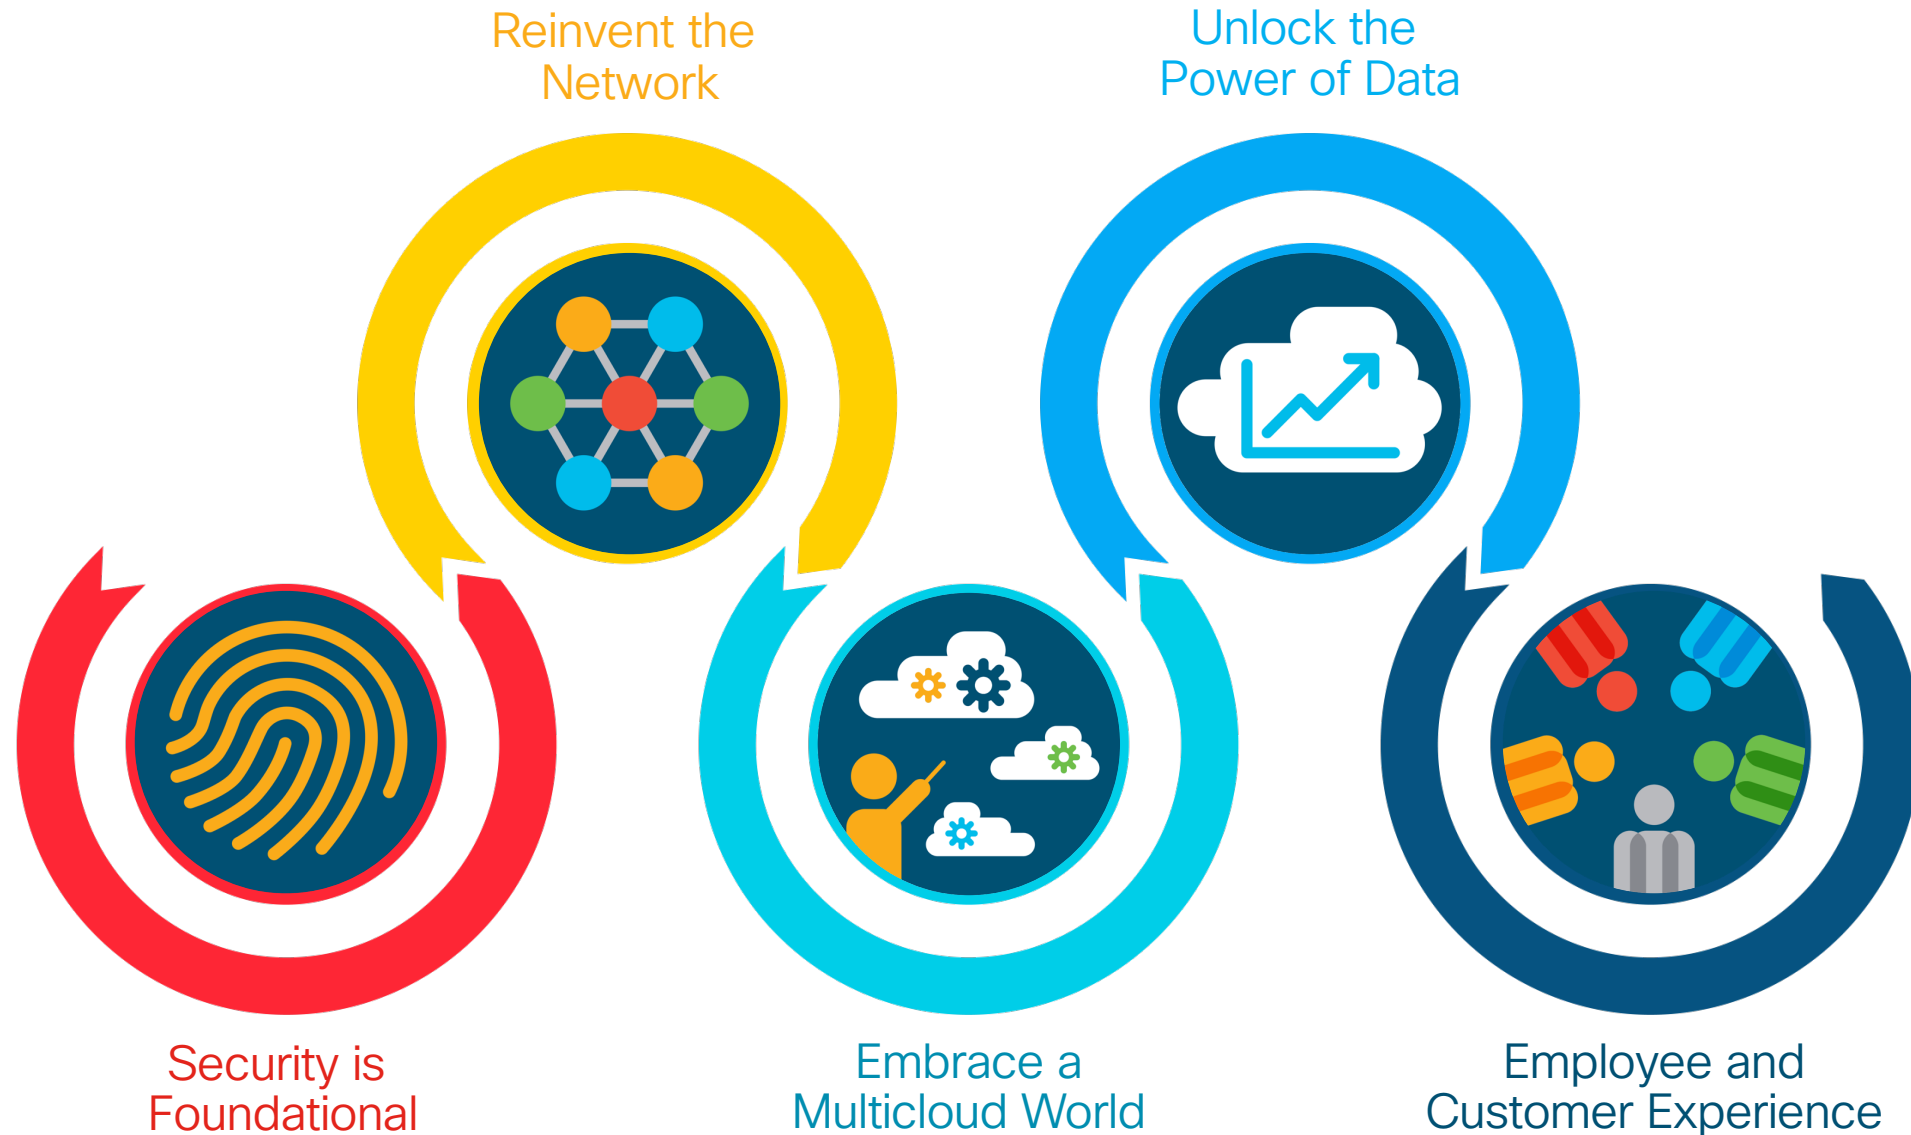 Reinvent the
Network
Unlock the
Power of Data
Security is
Foundational
Embrace a
Multicloud World
Employee and
Customer Experience